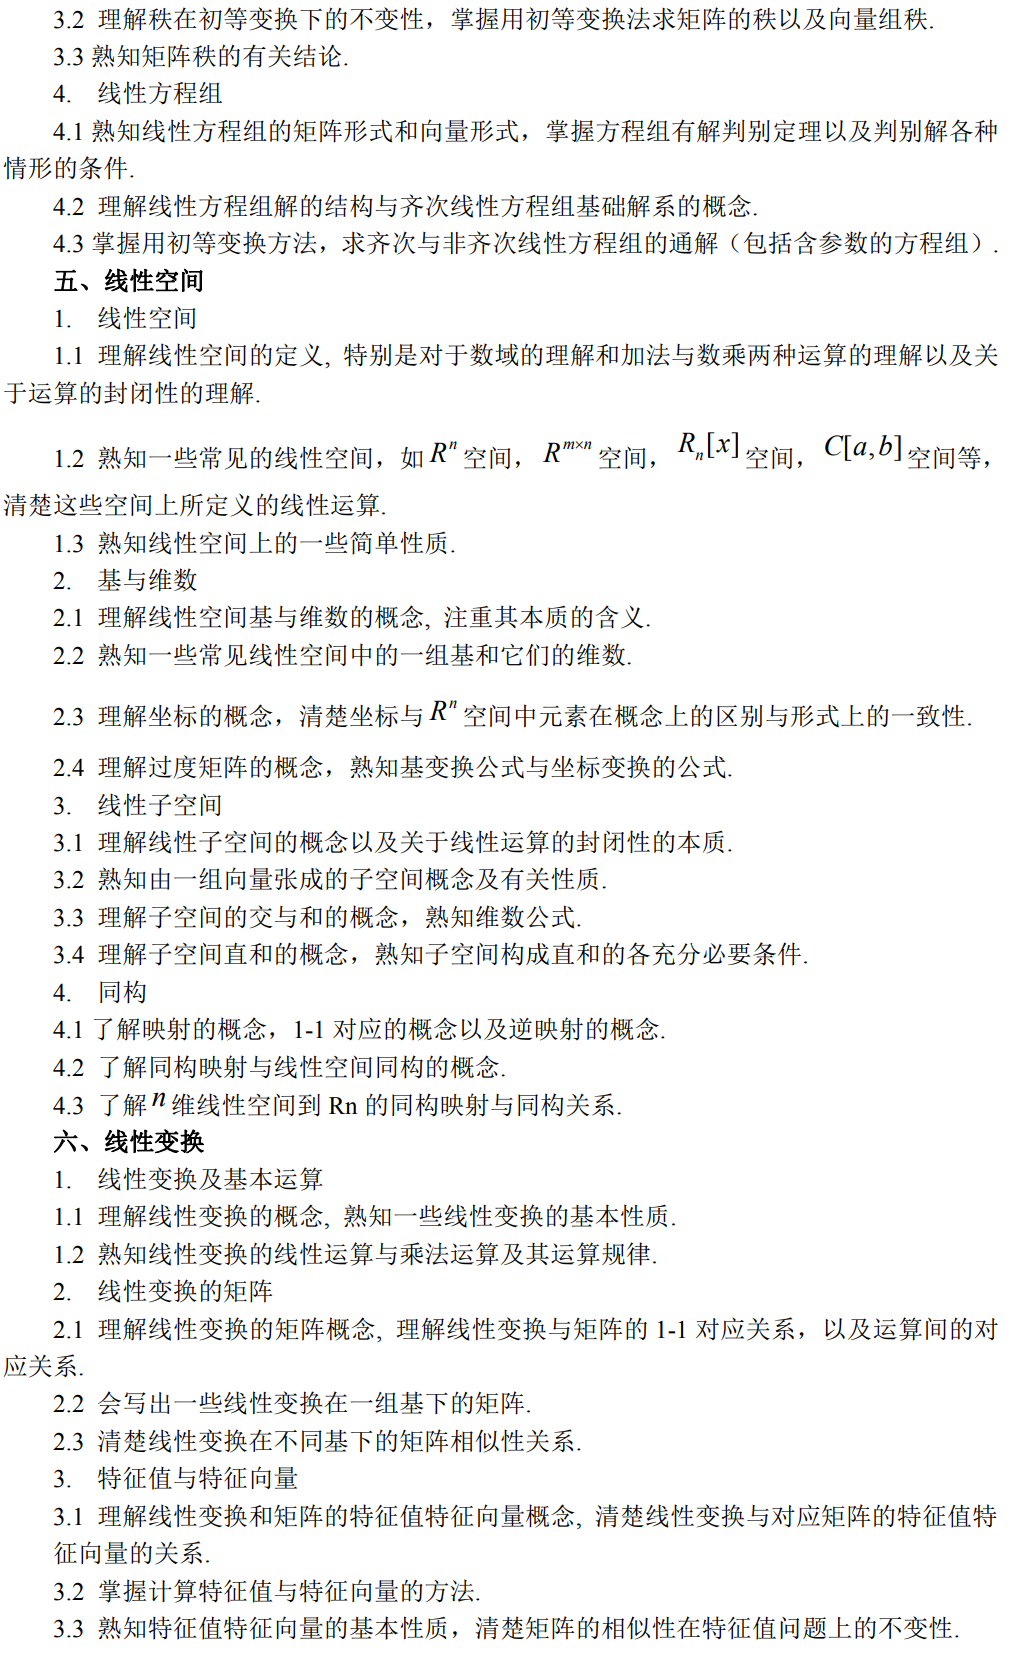 3.2 理解秩在初等变换下的不变性，掌握用初等变换法求矩阵的秩以及向量组秩.
3.3 熟知矩阵秩的有关结论.
4. 线性方程组
4.1 熟知线性方程组的矩阵形式和向量形式，掌握方程组有解判别定理以及判别解各种
情形的条件.
4.2 理解线性方程组解的结构与齐次线性方程组基础解系的概念.
4.3 掌握用初等变换方法，求齐次与非齐次线性方程组的通解（包括含参数的方程组）.
五、线性空间
1. 线性空间
1.1 理解线性空间的定义, 特别是对于数域的理解和加法与数乘两种运算的理解以及关
于运算的封闭性的理解.
1.2 熟知一些常见的线性空间，如 $R^n$ 空间， $R^{m×n}$ 空间， $R_n[x]$ 空间， $C[a,b]$ 空间等，
清楚这些空间上所定义的线性运算.
1.3 熟知线性空间上的一些简单性质.
2. 基与维数
2.1 理解线性空间基与维数的概念, 注重其本质的含义.
2.2 熟知一些常见线性空间中的一组基和它们的维数.
2.3 理解坐标的概念，清楚坐标与 $R^n$ 空间中元素在概念上的区别与形式上的一致性.
2.4 理解过度矩阵的概念，熟知基变换公式与坐标变换的公式.
3. 线性子空间
3.1 理解线性子空间的概念以及关于线性运算的封闭性的本质.
3.2 熟知由一组向量张成的子空间概念及有关性质.
3.3 理解子空间的交与和的概念，熟知维数公式.
3.4 理解子空间直和的概念，熟知子空间构成直和的各充分必要条件.
4. 同构
4.1 了解映射的概念，1-1 对应的概念以及逆映射的概念.
4.2 了解同构映射与线性空间同构的概念.
4.3 了解 n 维线性空间到 Rn 的同构映射与同构关系.
六、线性变换
1. 线性变换及基本运算
1.1 理解线性变换的概念, 熟知一些线性变换的基本性质.
1.2 熟知线性变换的线性运算与乘法运算及其运算规律.
2. 线性变换的矩阵
2.1 理解线性变换的矩阵概念, 理解线性变换与矩阵的 1-1 对应关系，以及运算间的对
应关系.
2.2 会写出一些线性变换在一组基下的矩阵.
2.3 清楚线性变换在不同基下的矩阵相似性关系.
3. 特征值与特征向量
3.1 理解线性变换和矩阵的特征值特征向量概念, 清楚线性变换与对应矩阵的特征值特
征向量的关系.
3.2 掌握计算特征值与特征向量的方法.
3.3 熟知特征值特征向量的基本性质，清楚矩阵的相似性在特征值问题上的不变性.